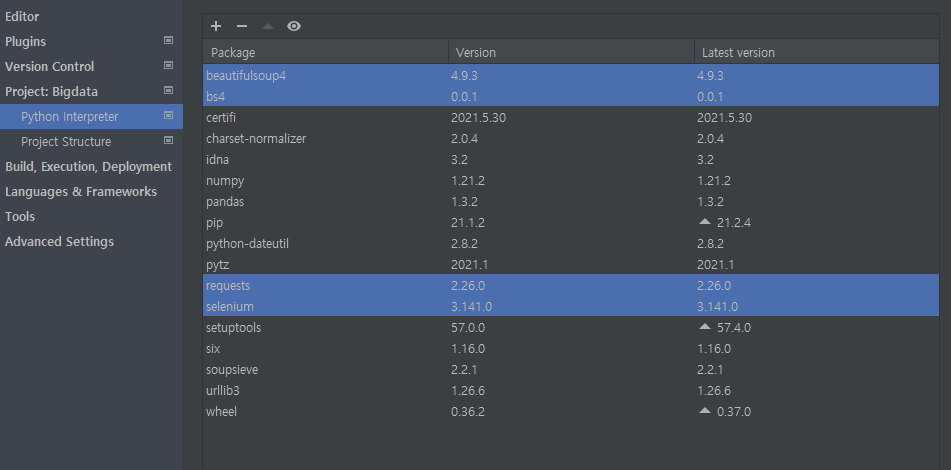 Editor
Plugins
Version Control
Project: Bigdata
Python Interpreter
Project Structure
Build, Execution, Deployment
Languages & Frameworks
Tools
Advanced Settings
Package Version Latest version
beautifulsoup4 4.9.3 4.9.3
bs4 0.0.1 0.0.1
certifi 2021.5.30 2021.5.30
charset-normalizer 2.0.4 2.0.4
idna 3.2 3.2
numpy 1.21.2 1.21.2
pandas 1.3.2 1.3.2
pip 21.1.2 21.2.4
python-dateutil 2.8.2 2.8.2
pytz 2021.1 2021.1
requests 2.26.0 2.26.0
selenium 3.141.0 3.141.0
setuptools 57.0.0 57.4.0
six 1.16.0 1.16.0
soupsieve 2.2.1 2.2.1
urllib3 1.26.6 1.26.6
wheel 0.36.2 0.37.0